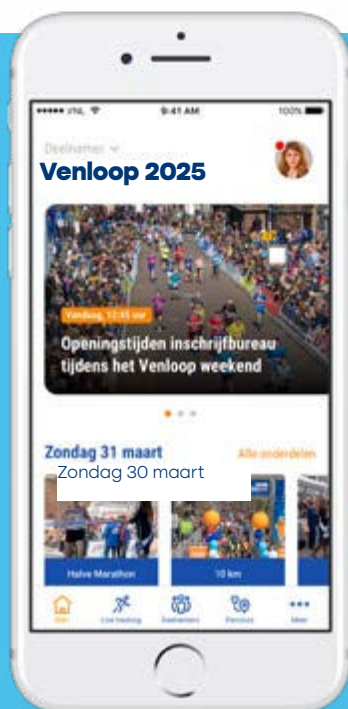 9:41 AM 100%
Deelnemer
Venloop 2025
Vandaag, 12:45 uur
Openingstijden inschrijfbureau
tijdens het Venloop weekend
Zondag 31 maart Alle onderdelen
Zondag 30 maart
Halve Marathon 10 km
Start Live tracking Deelnemers Parcours Meer